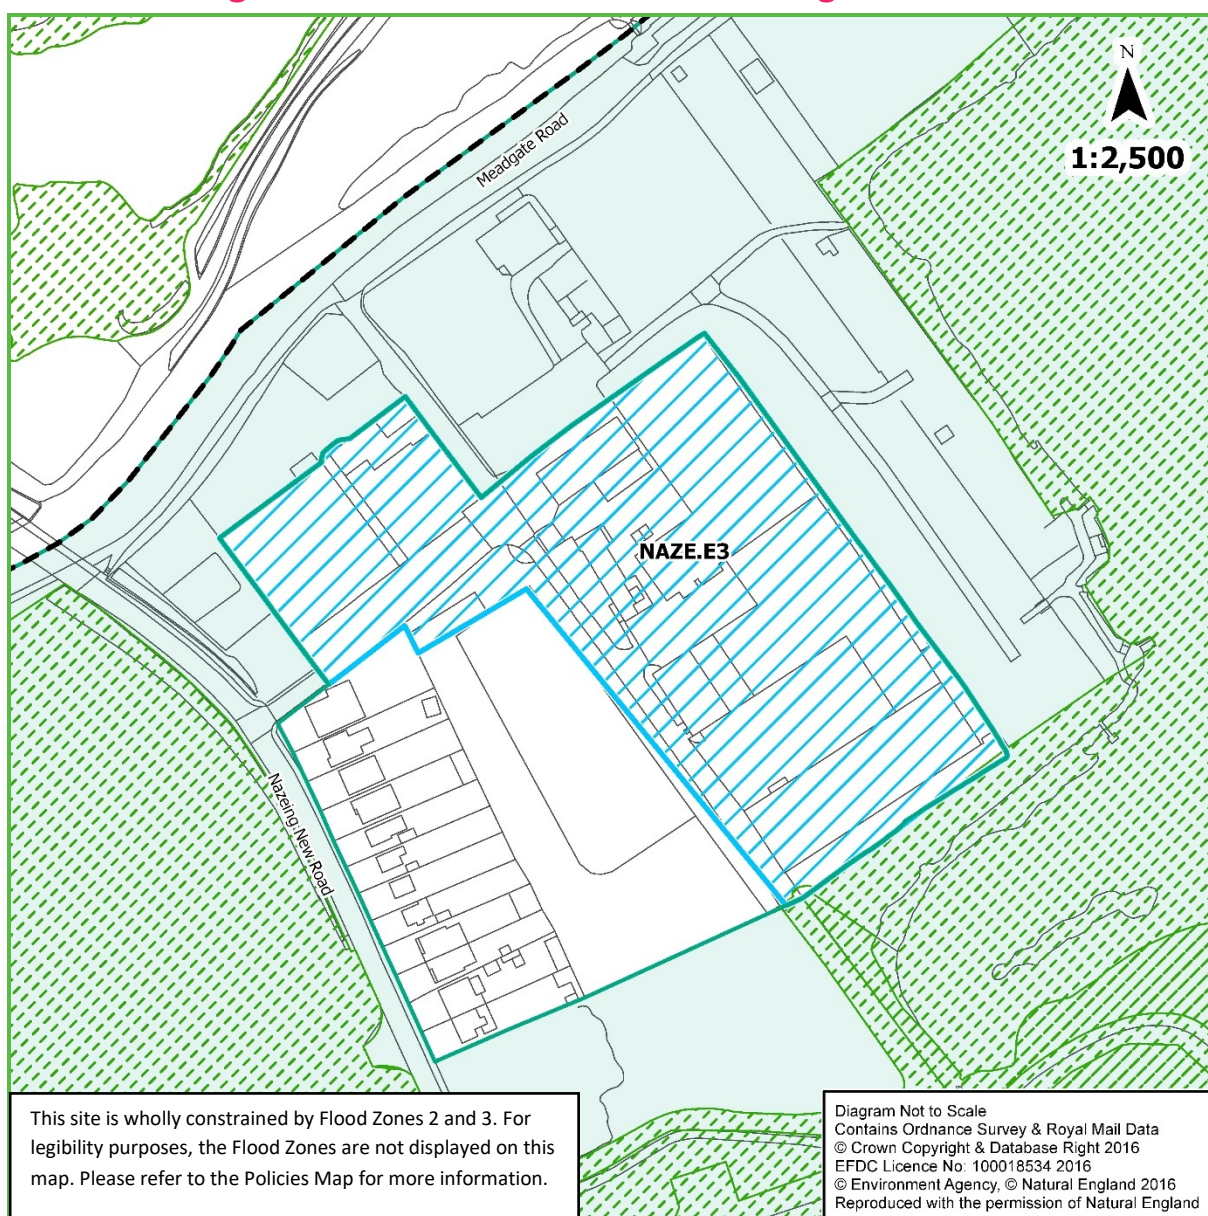 N
1:2,500
Meadgate Road
NAZE.E3
Nazeing New Road
This site is wholly constrained by Flood Zones 2 and 3. For
legibility purposes, the Flood Zones are not displayed on this
map. Please refer to the Policies Map for more information.
Diagram Not to Scale
Contains Ordnance Survey & Royal Mail Data
© Crown Copyright & Database Right 2016
EFDC Licence No: 100018534 2016
© Environment Agency, © Natural England 2016
Reproduced with the permission of Natural England